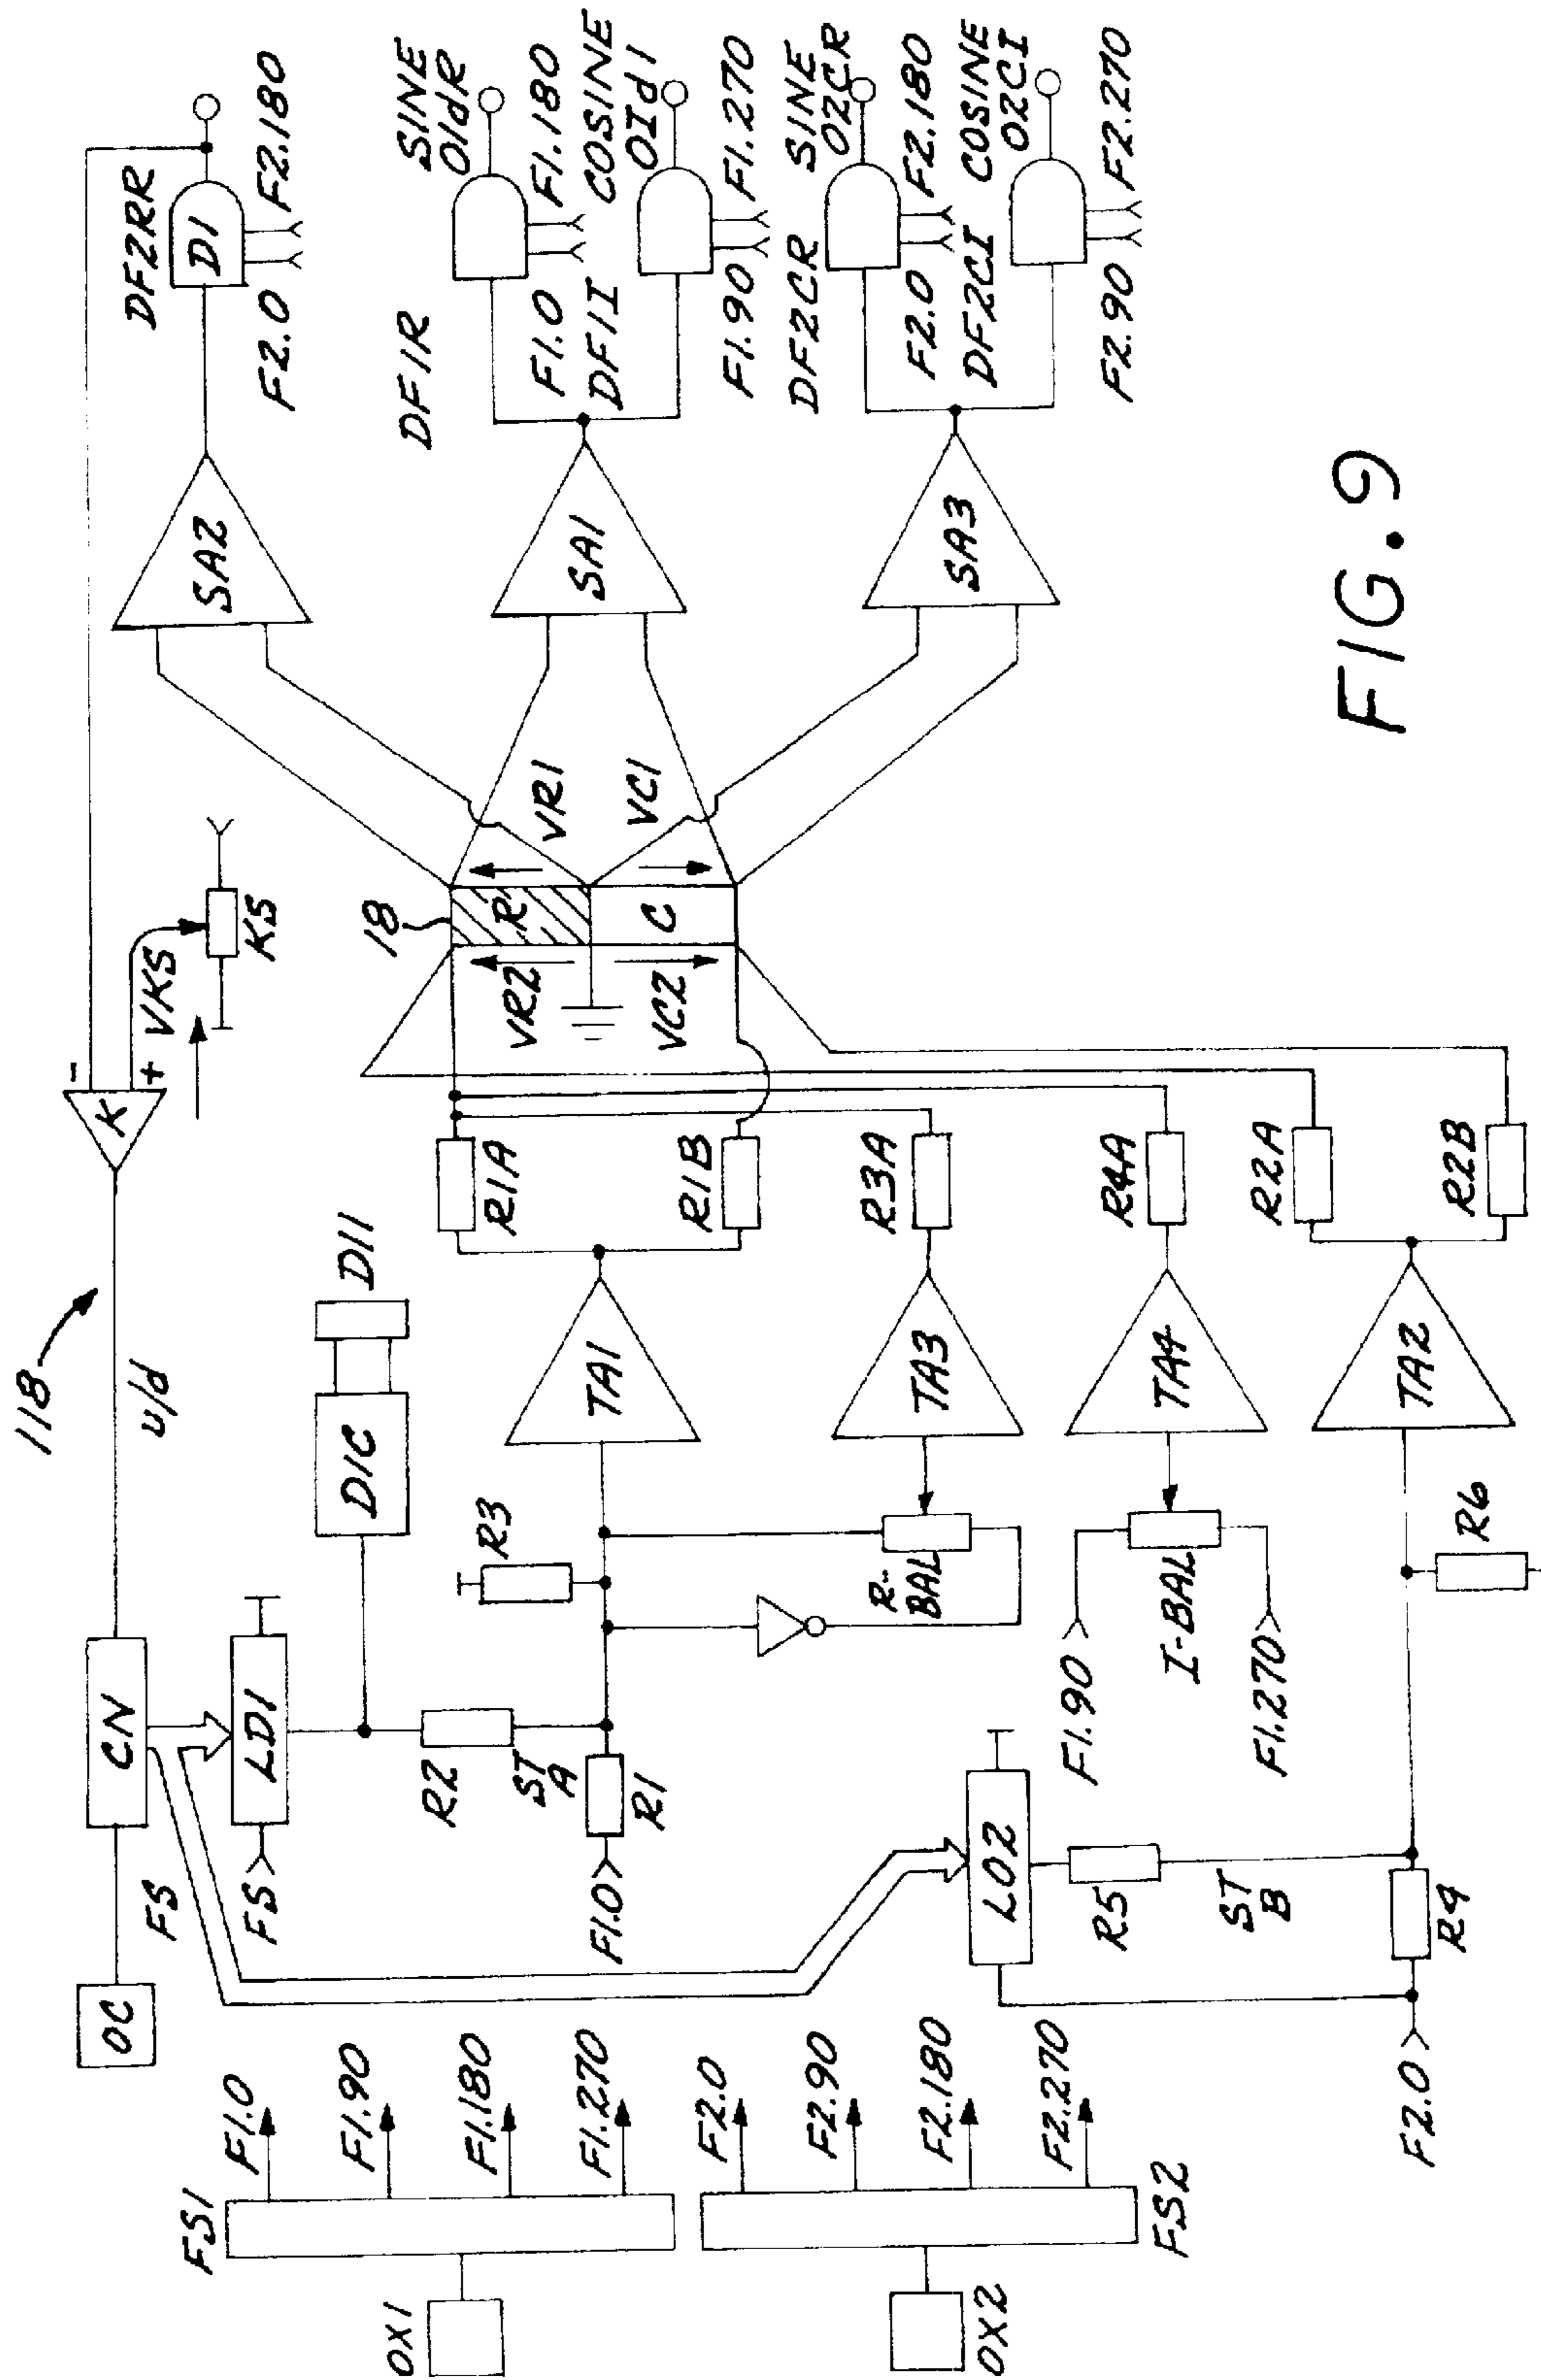 118
u/d
OC
FS
CN
K
-
+
VKS
KS
DF2RR
D1
F2.0
F2.180
FS
LD1
D1C
D11
SA2
OX1
FS1
F1.0
F1.90
F1.180
F1.270
R2
ST
A
F1.0
R1
R3
TA1
R1A
R1B
18
R
C
VR2
VC2
VR1
VC1
SA1
DF1R
SINE
O1dR
F1.0
F1.180
DF1I
COSINE
OId1
F1.90
F1.270
OX2
FS2
F2.0
F2.90
F2.180
F2.270
R-
BAL
TA3
R3A
SA3
DF2CR
SINE
O2CR
F2.0
F2.180
DF2CI
COSINE
O2CI
F2.90
F2.270
LO2
R5
ST
B
F1.90
I-BAL
F1.270
TA4
R4A
F2.0
R4
R6
TA2
R2A
R2B
FIG.9